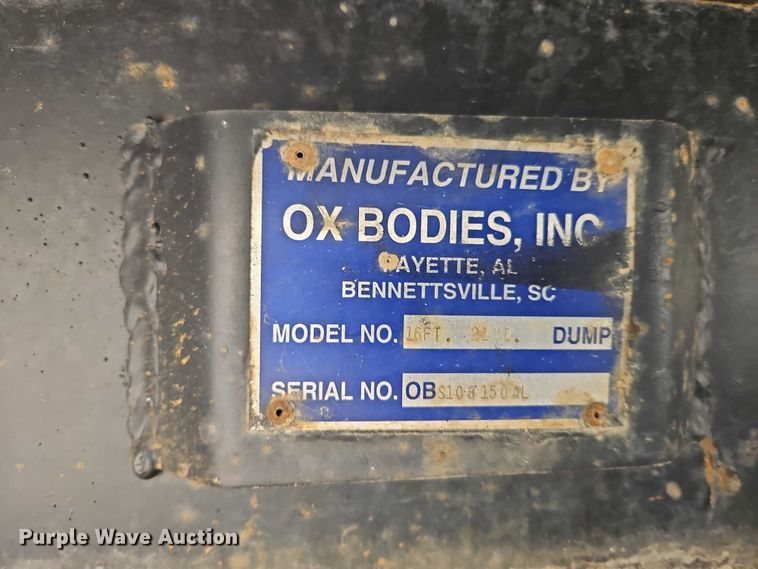 MANUFACTURED BY
OX BODIES, INC
FAYETTE, AL
BENNETTSVILLE, SC
MODEL NO. 16FT. 21YD. DUMP
SERIAL NO. OBS108150AL
Purple Wave Auction®